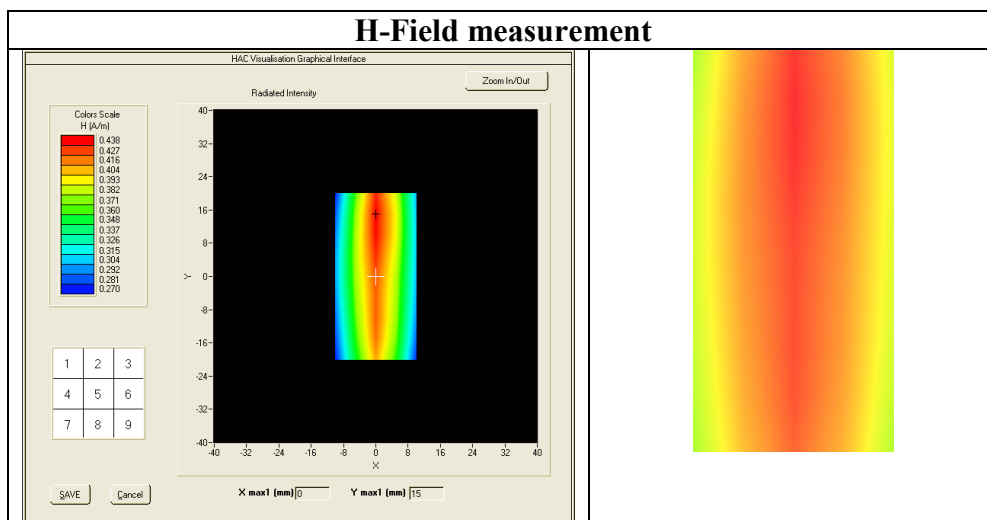 H-Field measurement
HAC Visualisation Graphical Interface
Zoom In/Out
Radiated Intensity
Colors Scale
H (A/m)
0.438
0.427
0.416
0.404
0.393
0.382
0.371
0.360
0.348
0.337
0.326
0.315
0.304
0.292
0.281
0.270
1 2 3
4 5 6
7 8 9
40
32
24
16
8
0
-8
-16
-24
-32
-40
Y
-40 -32 -24 -16 -8 0 8 16 24 32 40
X
X max1 (mm) 0 Y max1 (mm) 15
SAVE Cancel